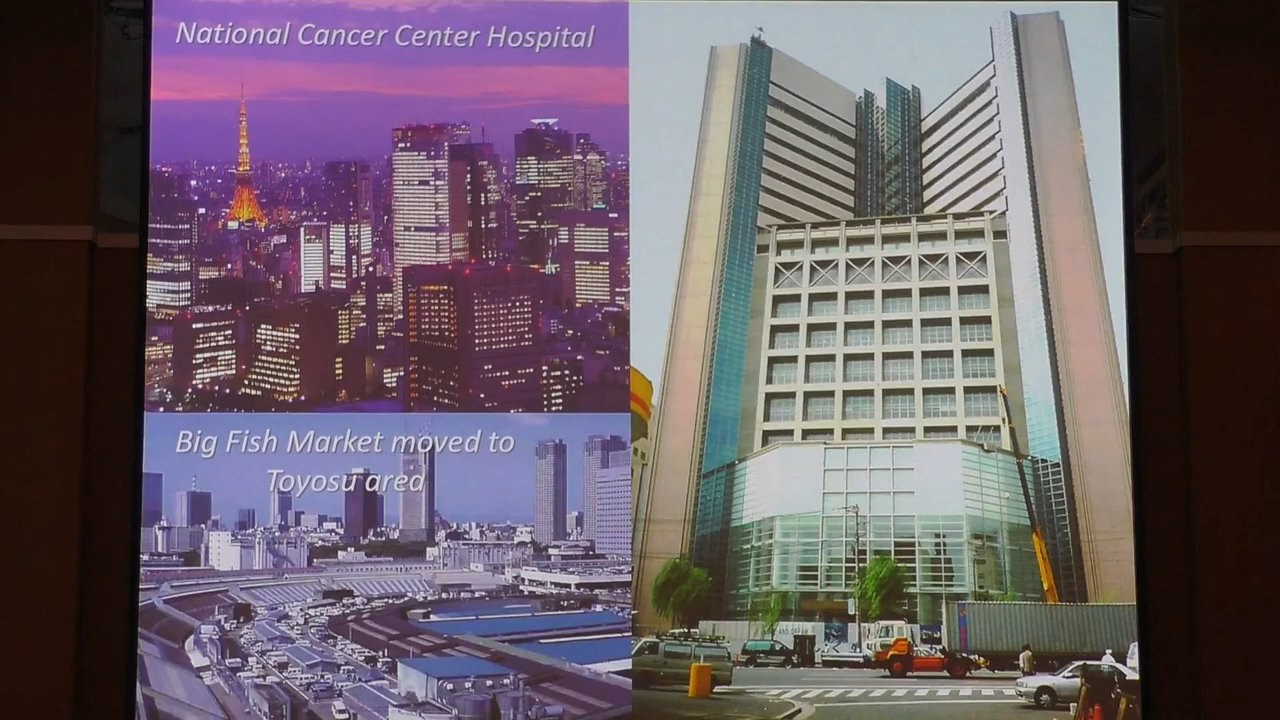 National Cancer Center Hospital
Big Fish Market moved to
Toyosu area